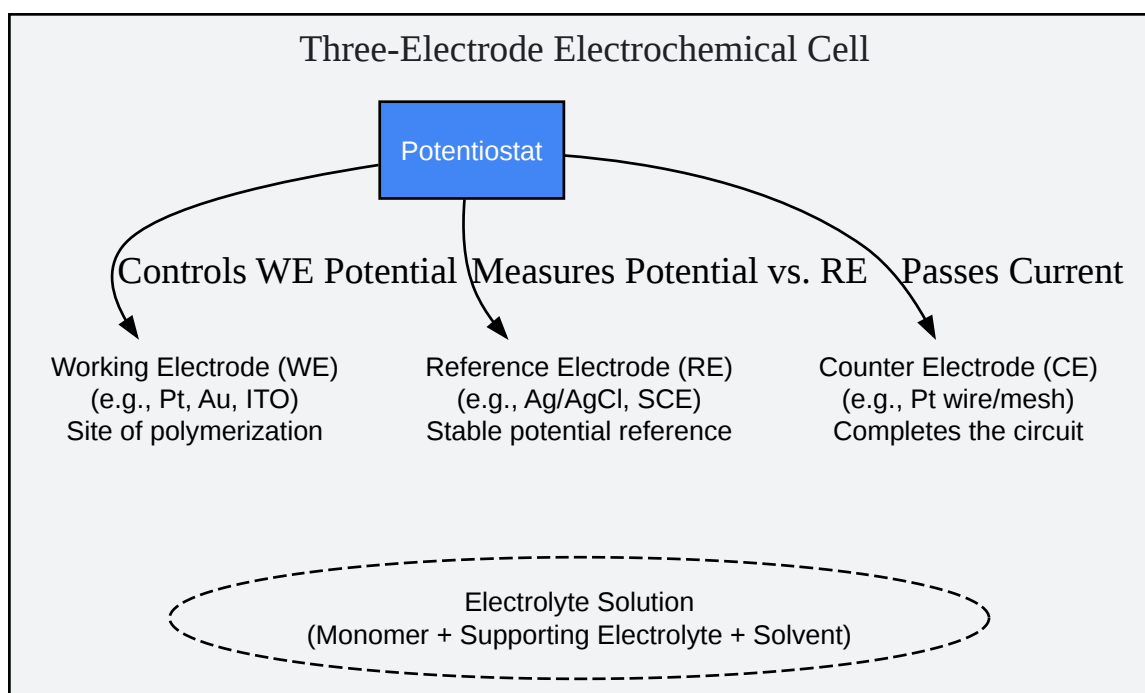 Three-Electrode Electrochemical Cell
Potentiostat
Controls WE Potential
Measures Potential vs. RE
Passes Current
Working Electrode (WE)
(e.g., Pt, Au, ITO)
Site of polymerization
Reference Electrode (RE)
(e.g., Ag/AgCl, SCE)
Stable potential reference
Counter Electrode (CE)
(e.g., Pt wire/mesh)
Completes the circuit
Electrolyte Solution
(Monomer + Supporting Electrolyte + Solvent)